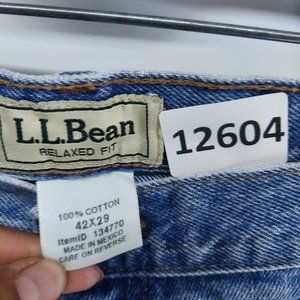 L.L.Bean
RELAXED FIT
12604
100% COTTON
42X29
ItemID 134770
MADE IN MEXICO
CARE ON REVERSE